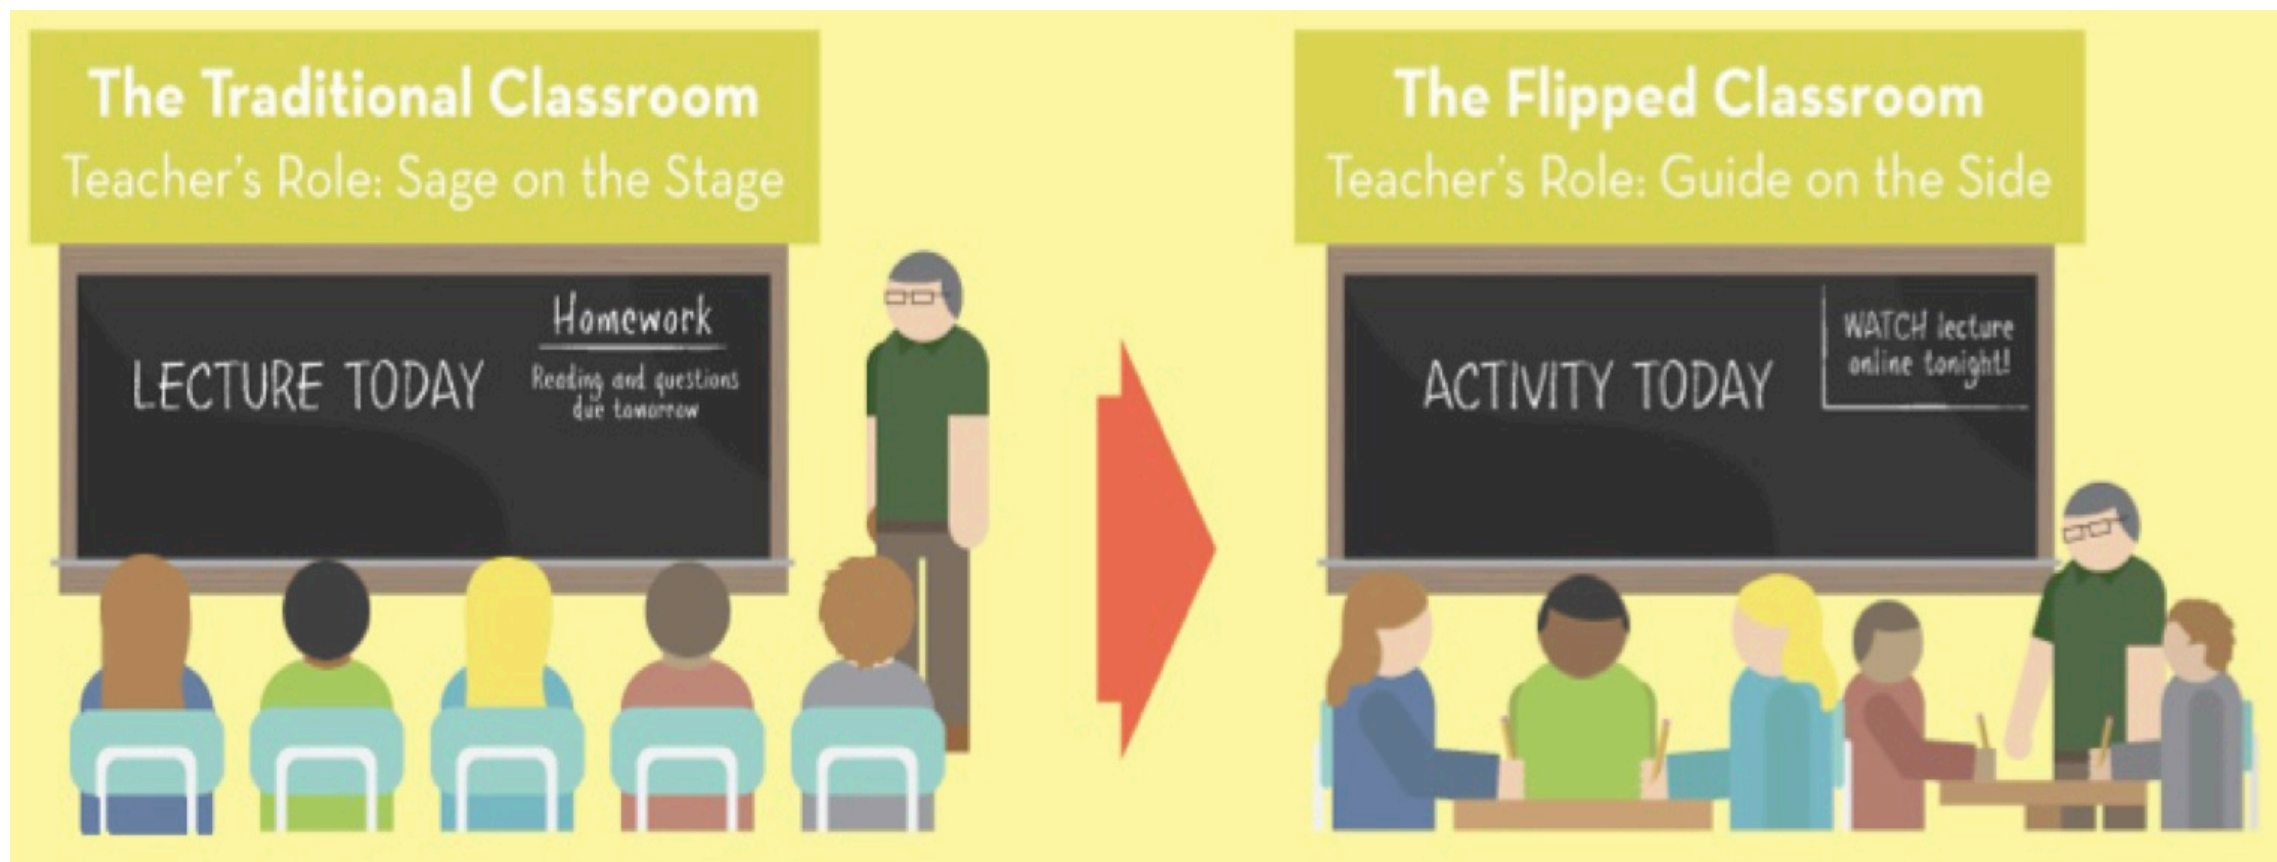 The Traditional Classroom
Teacher's Role: Sage on the Stage
LECTURE TODAY
Homework
Reading and questions
due tomorrow
The Flipped Classroom
Teacher's Role: Guide on the Side
ACTIVITY TODAY
WATCH lecture
online tonight!